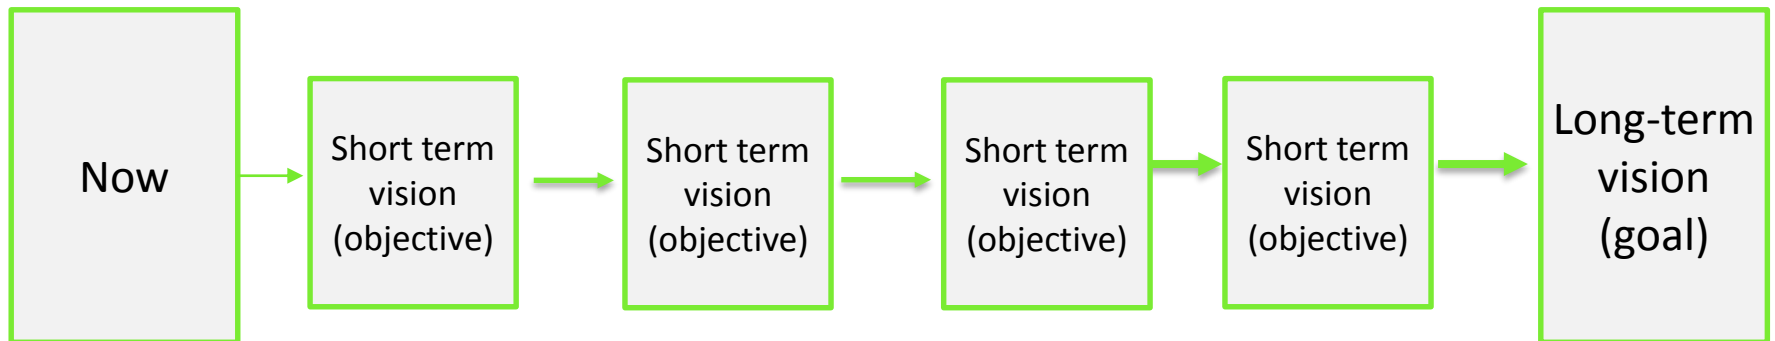 Now
Short term
vision
(objective)
Short term
vision
(objective)
Short term
vision
(objective)
Short term
vision
(objective)
Long-term
vision
(goal)